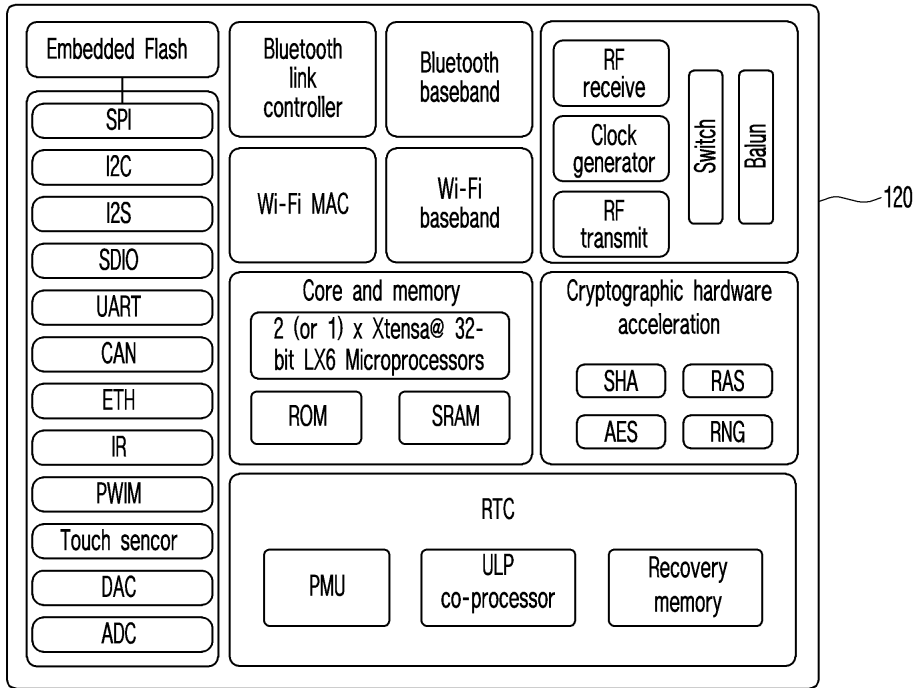 Embedded Flash
SPI
I2C
I2S
SDIO
UART
CAN
ETH
IR
PWIM
Touch sencor
DAC
ADC
Bluetooth
link
controller
Bluetooth
baseband
Wi-Fi MAC
Wi-Fi
baseband
RF
receive
Clock
generator
RF
transmit
Switch
Balun
120
Core and memory
2 (or 1) x Xtensa@ 32-
bit LX6 Microprocessors
ROM
SRAM
Cryptographic hardware
acceleration
SHA
RAS
AES
RNG
RTC
PMU
ULP
co-processor
Recovery
memory